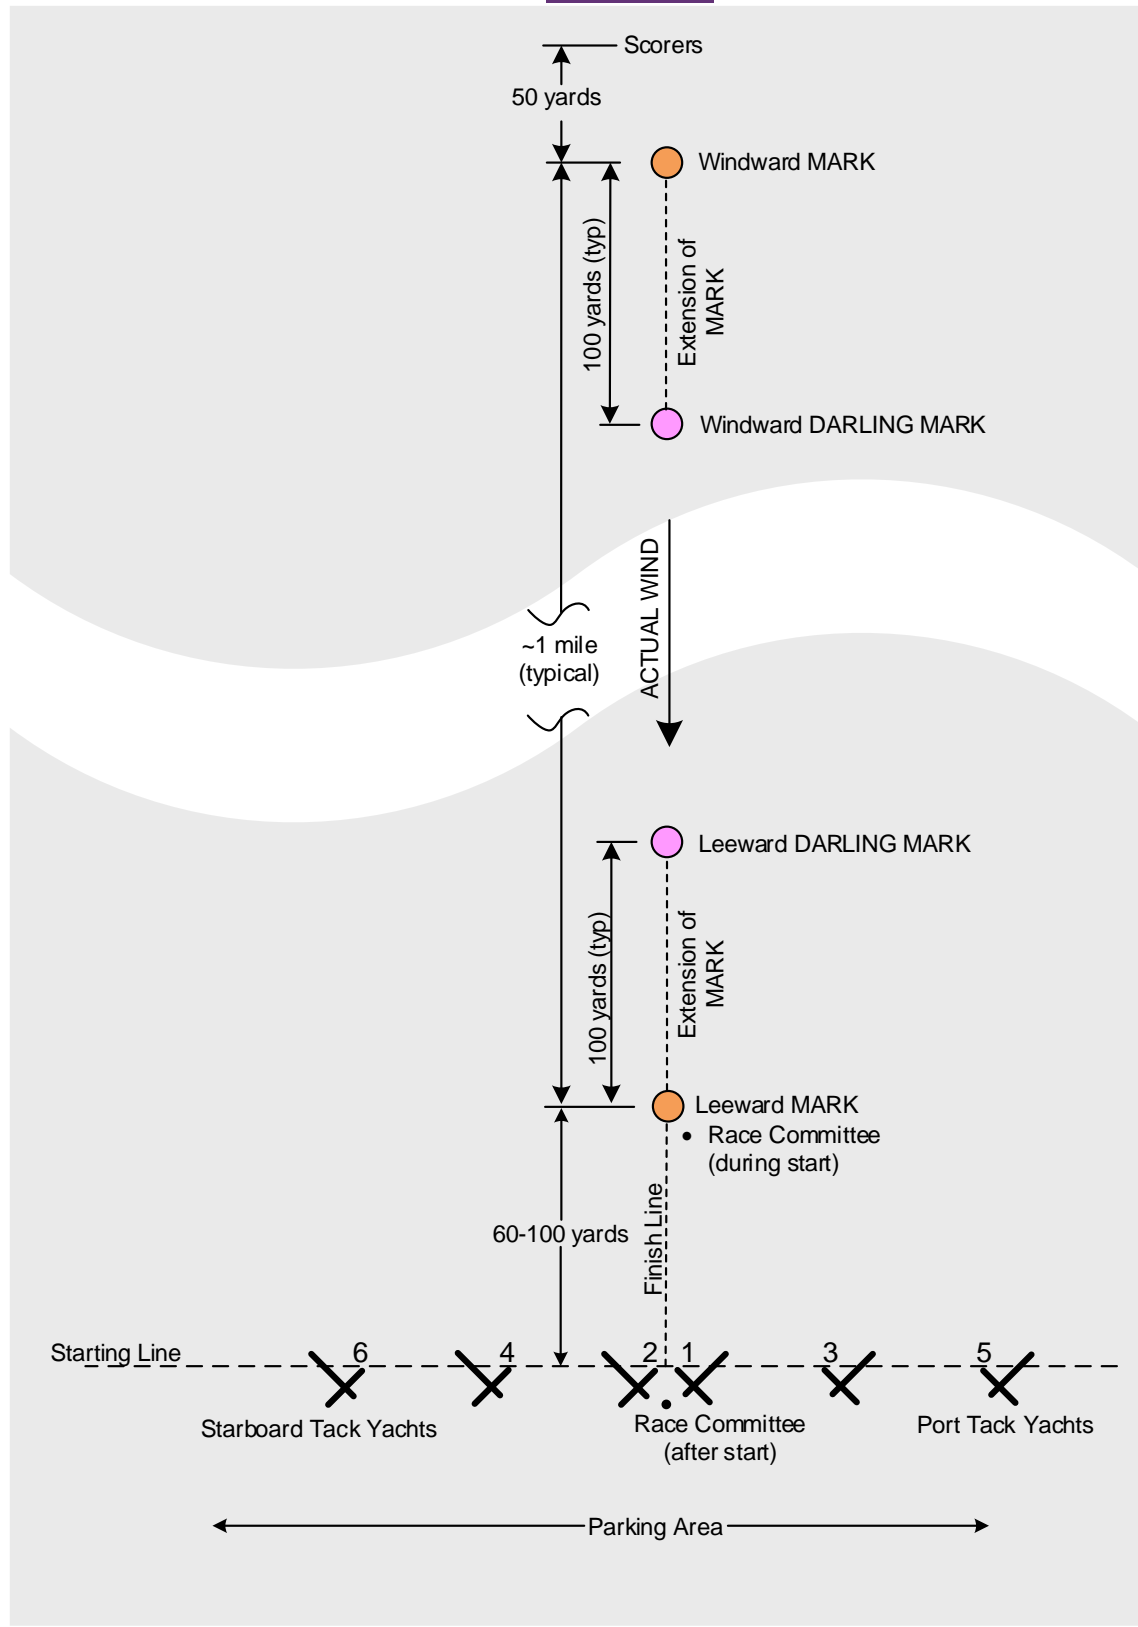 Scorers
50 yards
Windward MARK
100 yards (typ)
Extension of
MARK
Windward DARLING MARK
ACTUAL WIND
~1 mile
(typical)
Leeward DARLING MARK
100 yards (typ)
Extension of
MARK
Leeward MARK
• Race Committee
(during start)
60-100 yards
Finish Line
Starting Line
6 4 2 1 3 5
Starboard Tack Yachts
Race Committee
(after start)
Port Tack Yachts
Parking Area